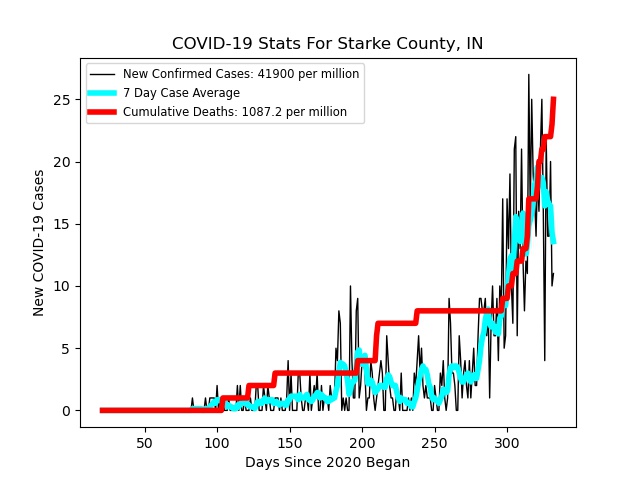 COVID-19 Stats For Starke County, IN
New Confirmed Cases: 41900 per million
7 Day Case Average
Cumulative Deaths: 1087.2 per million
New COVID-19 Cases
25
20
15
10
5
0
50 100 150 200 250 300
Days Since 2020 Began